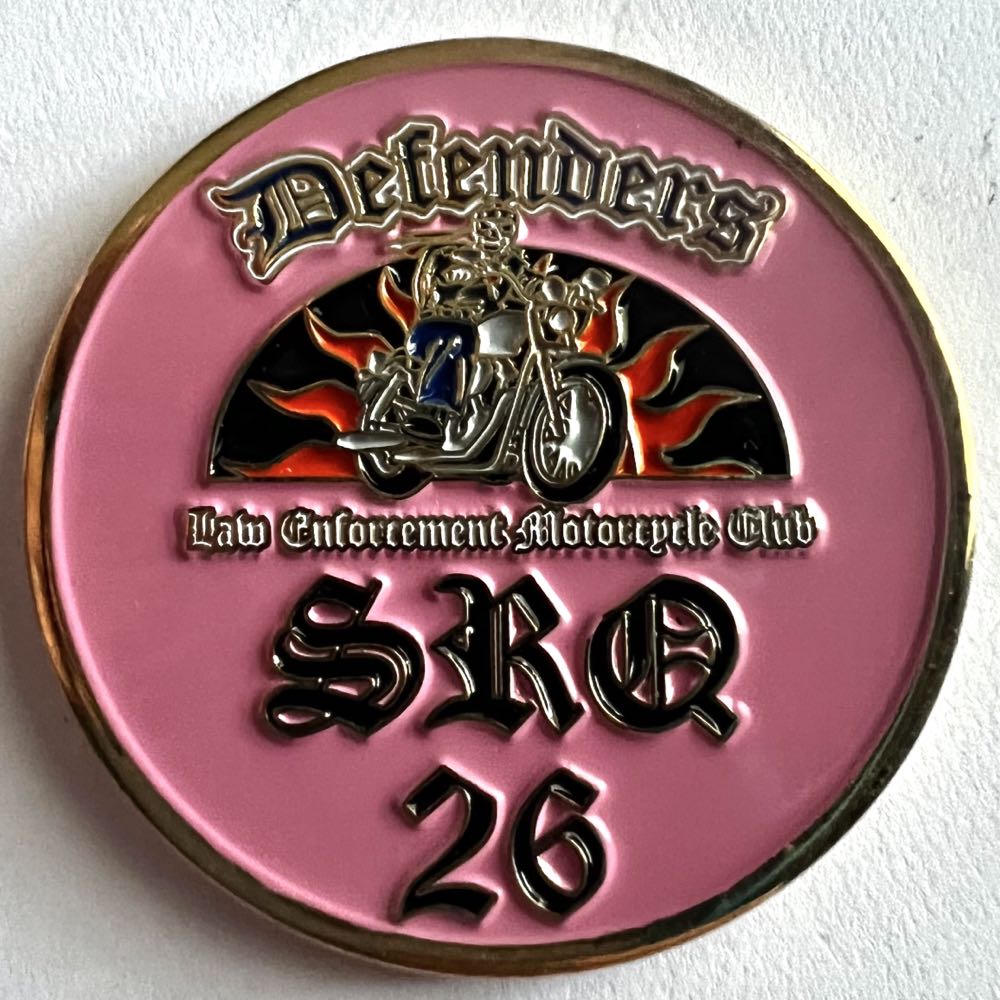 Defenders
Law Enforcement Motorcycle Club
SRQ
26